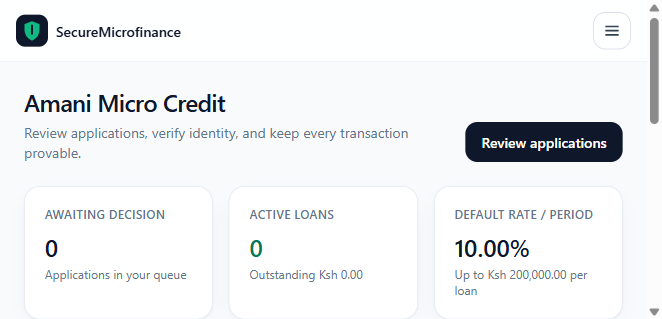 SecureMicrofinance
Amani Micro Credit
Review applications, verify identity, and keep every transaction
provable.
Review applications
AWAITING DECISION
0
Applications in your queue
ACTIVE LOANS
0
Outstanding Ksh 0.00
DEFAULT RATE / PERIOD
10.00%
Up to Ksh 200,000.00 per
loan